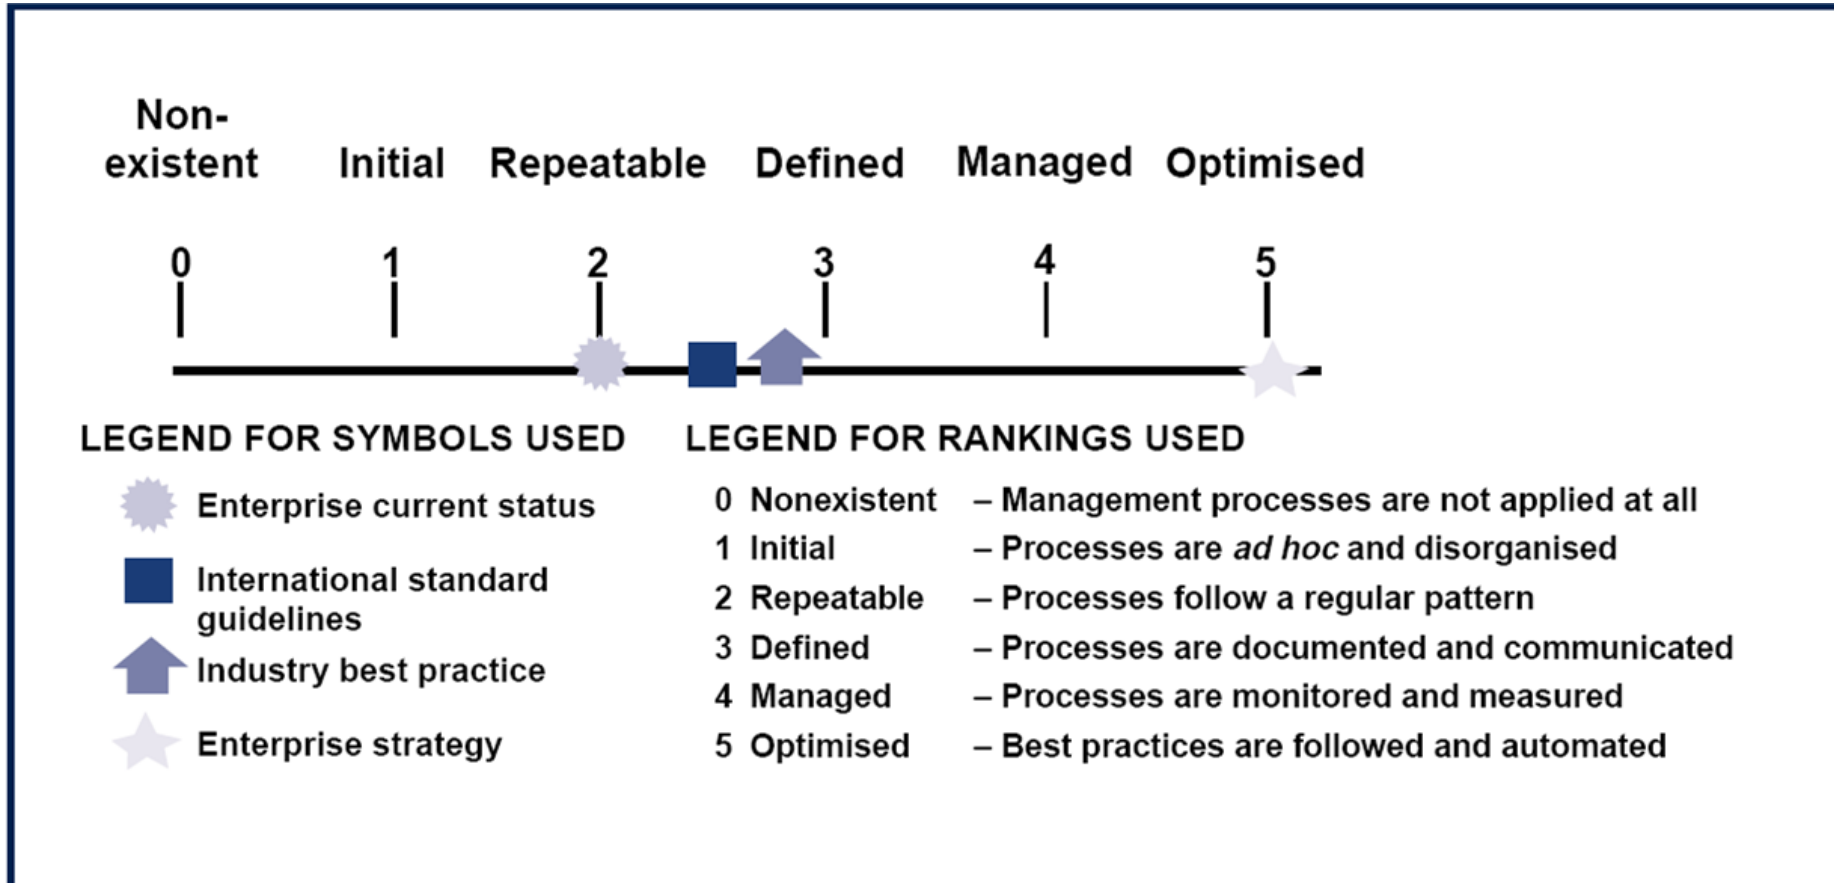 Non-
existent Initial Repeatable Defined Managed Optimised
0 1 2 3 4 5
LEGEND FOR SYMBOLS USED
Enterprise current status
International standard
guidelines
Industry best practice
Enterprise strategy
LEGEND FOR RANKINGS USED
0 Nonexistent – Management processes are not applied at all
1 Initial – Processes are ad hoc and disorganised
2 Repeatable – Processes follow a regular pattern
3 Defined – Processes are documented and communicated
4 Managed – Processes are monitored and measured
5 Optimised – Best practices are followed and automated